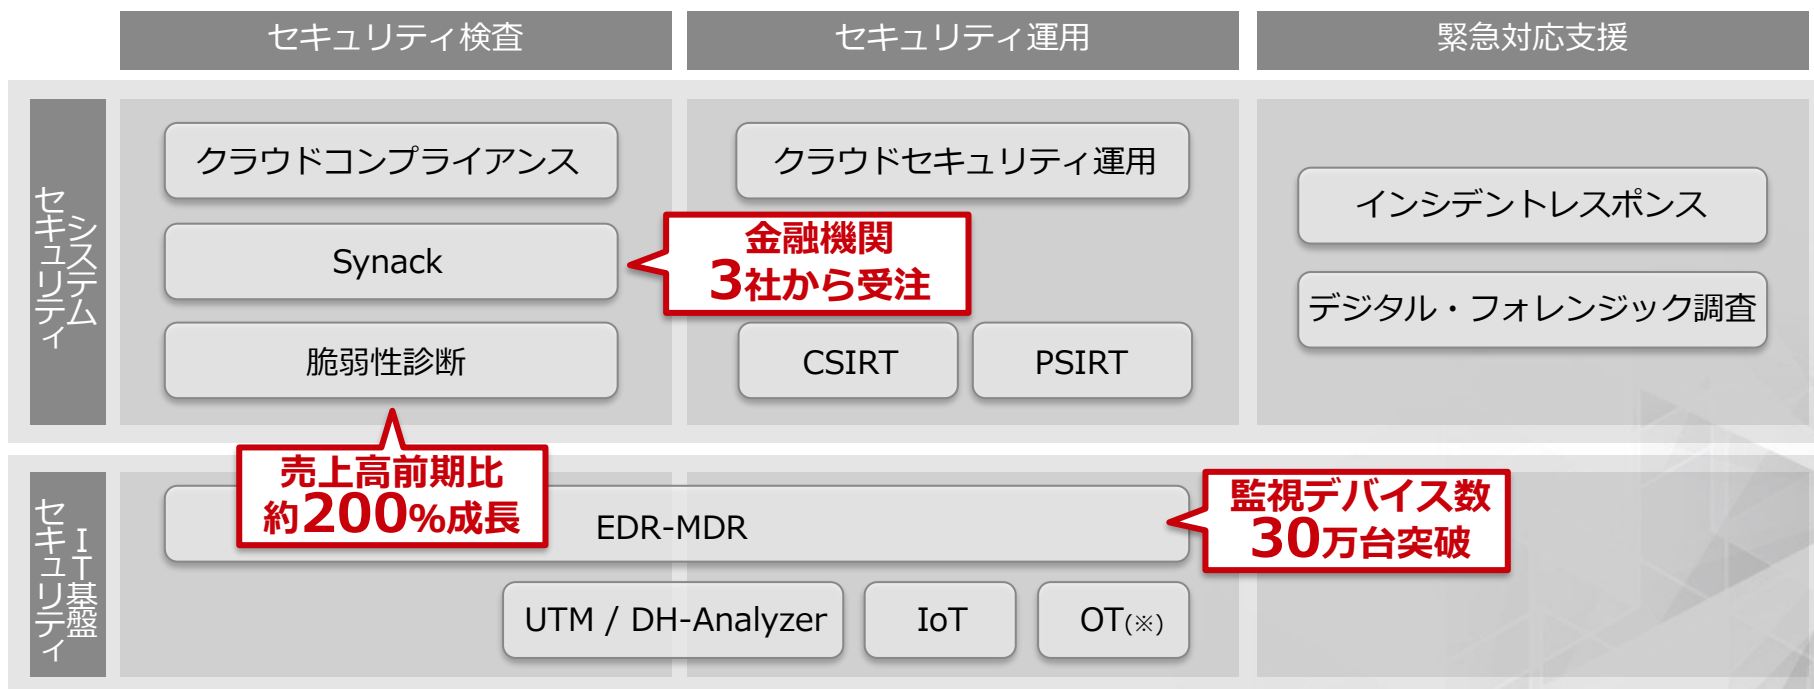 セキュリティ検査
セキュリティ運用
緊急対応支援
システム
セキュリティ
クラウドコンプライアンス
クラウドセキュリティ運用
インシデントレスポンス
Synack
金融機関
3社から受注
デジタル・フォレンジック調査
脆弱性診断
CSIRT
PSIRT
売上高前期比
約200%成長
IT基盤
セキュリティ
EDR-MDR
監視デバイス数
30万台突破
UTM / DH-Analyzer
IoT
OT(※)